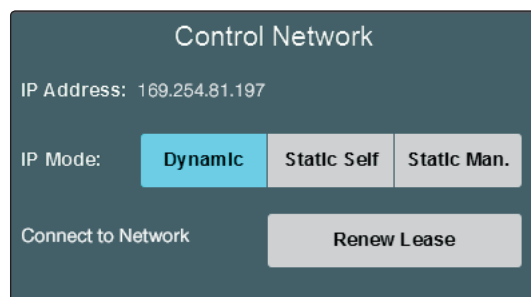 Control Network
IP Address: 169.254.81.197
IP Mode: Dynamic Static Self Static Man.
Connect to Network Renew Lease